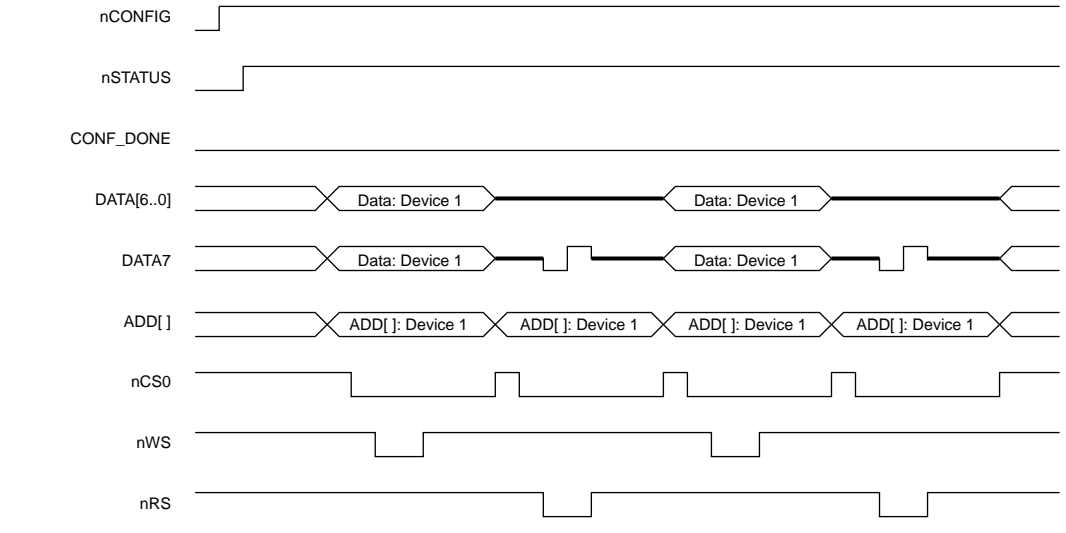 nCONFIG
nSTATUS
CONF_DONE
DATA[6..0] Data: Device 1 Data: Device 1
DATA7 Data: Device 1 Data: Device 1
ADD[ ] ADD[ ]: Device 1 ADD[ ]: Device 1 ADD[ ]: Device 1 ADD[ ]: Device 1
nCS0
nWS
nRS